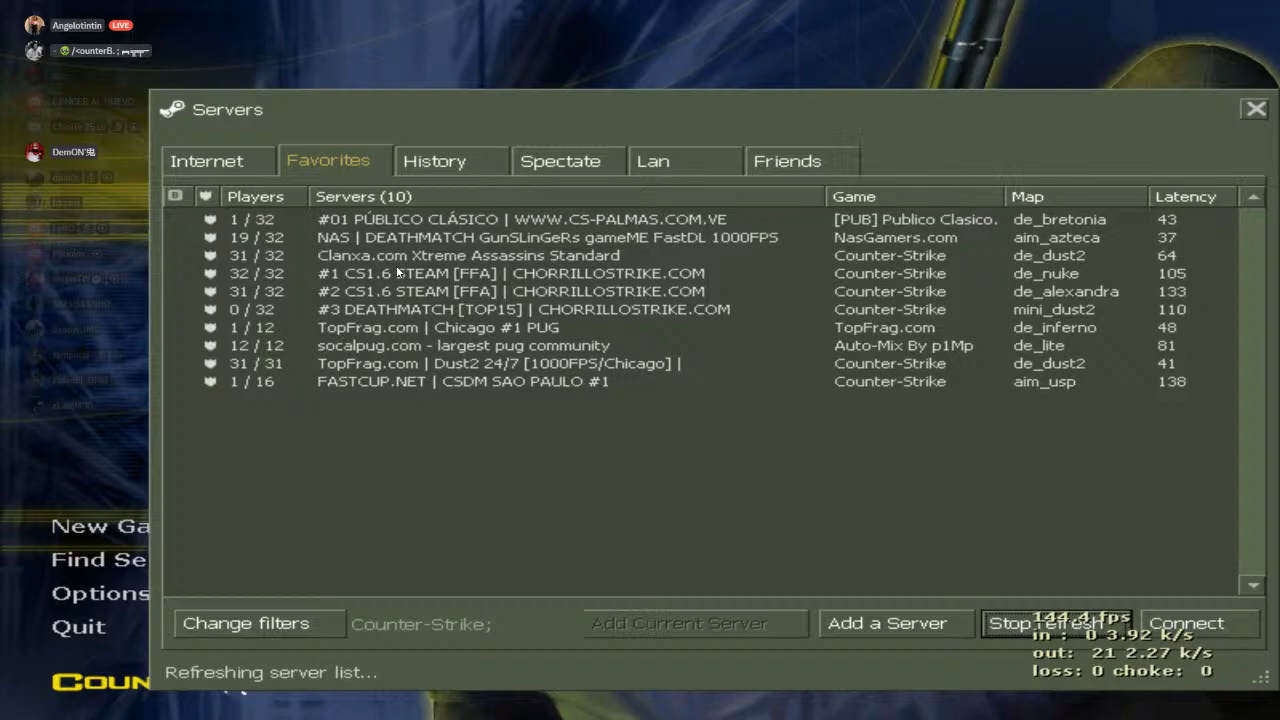 Angelotintin LIVE
/<ounterB.;
DemON'鬼
Servers
Internet Favorites History Spectate Lan Friends
Players Servers (10) Game Map Latency
1 / 32 #01 PÚBLICO CLÁSICO | WWW.CS-PALMAS.COM.VE [PUB] Publico Clasico. de_bretonia 43
19 / 32 NAS | DEATHMATCH GunSLinGeRs gameME FastDL 1000FPS NasGamers.com aim_azteca 37
31 / 32 Clanxa.com Xtreme Assassins Standard Counter-Strike de_dust2 64
32 / 32 #1 CS1.6 STEAM [FFA] | CHORRILLOSTRIKE.COM Counter-Strike de_nuke 105
31 / 32 #2 CS1.6 STEAM [FFA] | CHORRILLOSTRIKE.COM Counter-Strike de_alexandra 133
0 / 32 #3 DEATHMATCH [TOP15] | CHORRILLOSTRIKE.COM Counter-Strike mini_dust2 110
1 / 12 TopFrag.com | Chicago #1 PUG TopFrag.com de_inferno 48
12 / 12 socalpug.com - largest pug community Auto-Mix By p1Mp de_lite 81
31 / 31 TopFrag.com | Dust2 24/7 [1000FPS/Chicago] | Counter-Strike de_dust2 41
1 / 16 FASTCUP.NET | CSDM SAO PAULO #1 Counter-Strike aim_usp 138
New Ga
Find Se
Options
Quit
Change filters Counter-Strike; Add Current Server Add a Server Stop refresh Connect
144.4 fps
in : 0 3.92 k/s
out: 21 2.27 k/s
loss: 0 choke: 0
Refreshing server list...
COUN